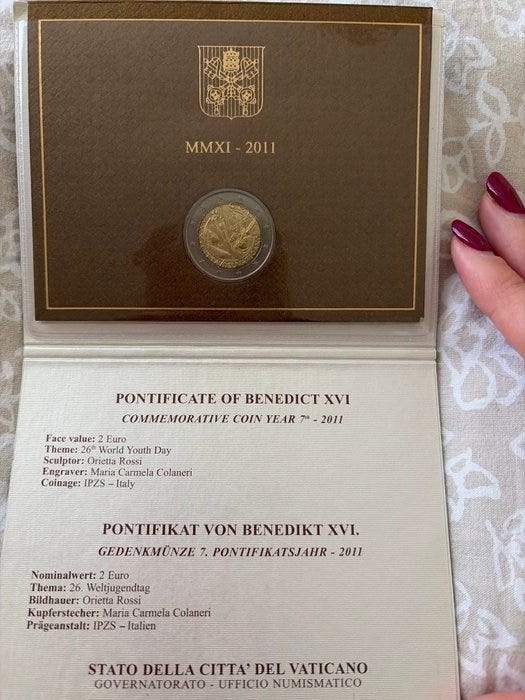 MMXI - 2011
PONTIFICATE OF BENEDICT XVI
COMMEMORATIVE COIN YEAR 7th - 2011
Face value: 2 Euro
Theme: 26th World Youth Day
Sculptor: Orietta Rossi
Engraver: Maria Carmela Colaneri
Coinage: IPZS – Italy
PONTIFIKAT VON BENEDIKT XVI.
GEDENKMÜNZE 7. PONTIFIKATSJAHR - 2011
Nominalwert: 2 Euro
Thema: 26. Weltjugendtag
Bildhauer: Orietta Rossi
Kupferstecher: Maria Carmela Colaneri
Prägeanstalt: IPZS – Italien
STATO DELLA CITTA' DEL VATICANO
GOVERNATORATO - UFFICIO NUMISMATICO